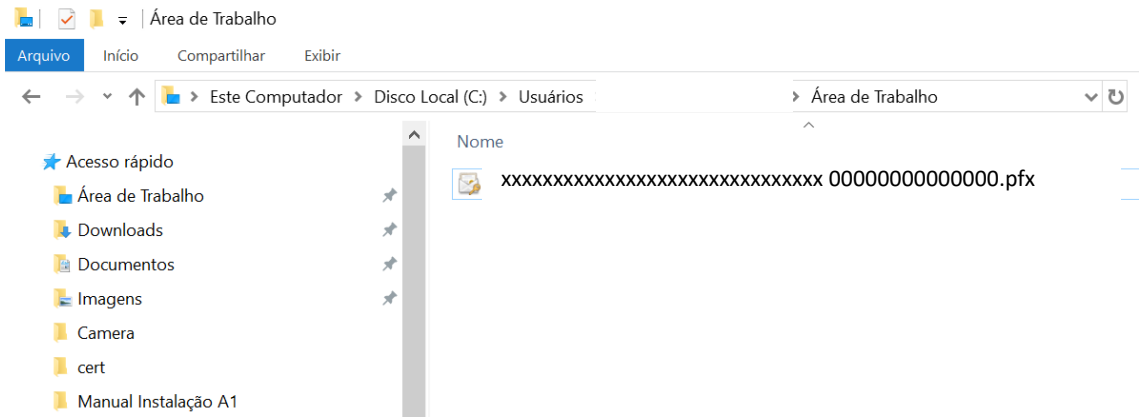 Área de Trabalho
Arquivo Início Compartilhar Exibir
Este Computador > Disco Local (C:) > Usuários > Área de Trabalho
Nome
xxxxxxxxxxxxxxxxxxxxxxxxxxxxxxx 00000000000000.pfx
Acesso rápido
Área de Trabalho
Downloads
Documentos
Imagens
Camera
cert
Manual Instalação A1